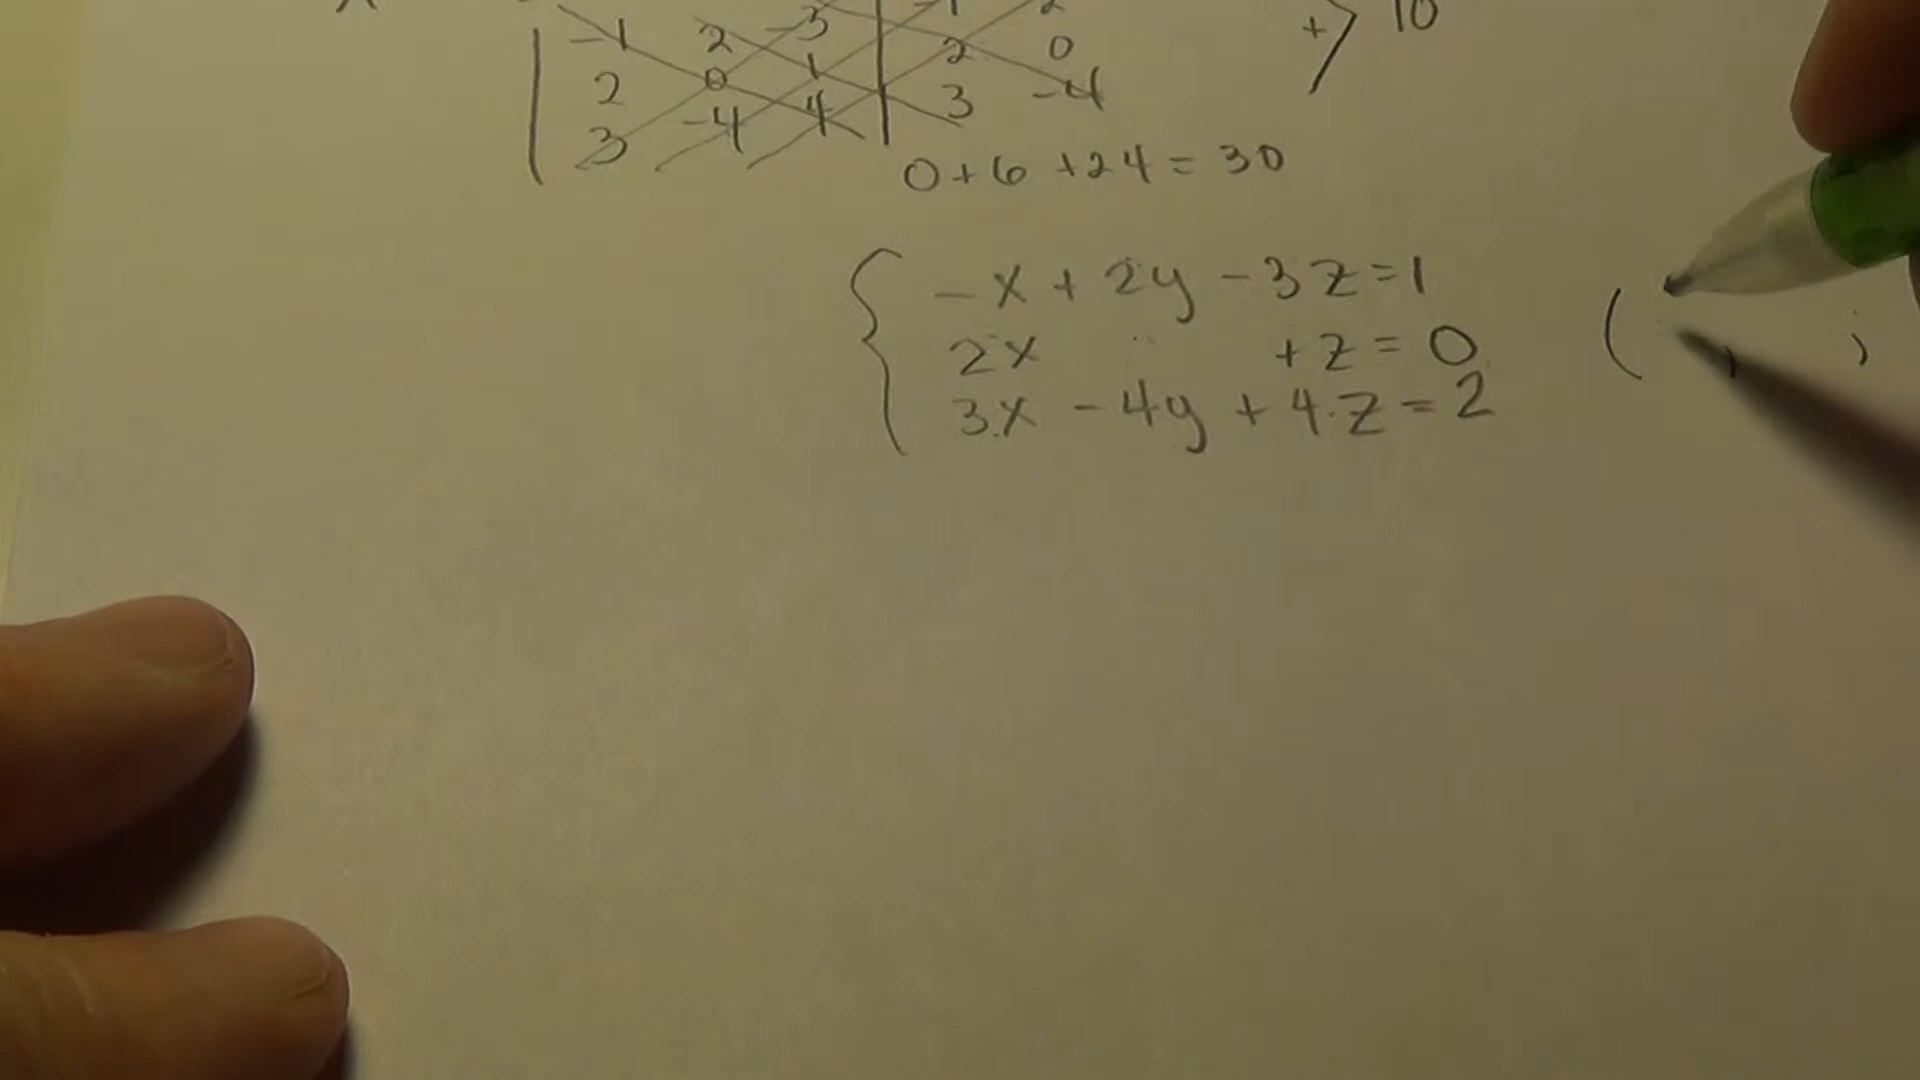 -1 2 -3 | -1 2
2 0 1 | 2 0
3 -4 4 | 3 -4
+ > 10
0 + 6 + 24 = 30
{ -x + 2y - 3z = 1
2x + z = 0
3x - 4y + 4z = 2
( , ,